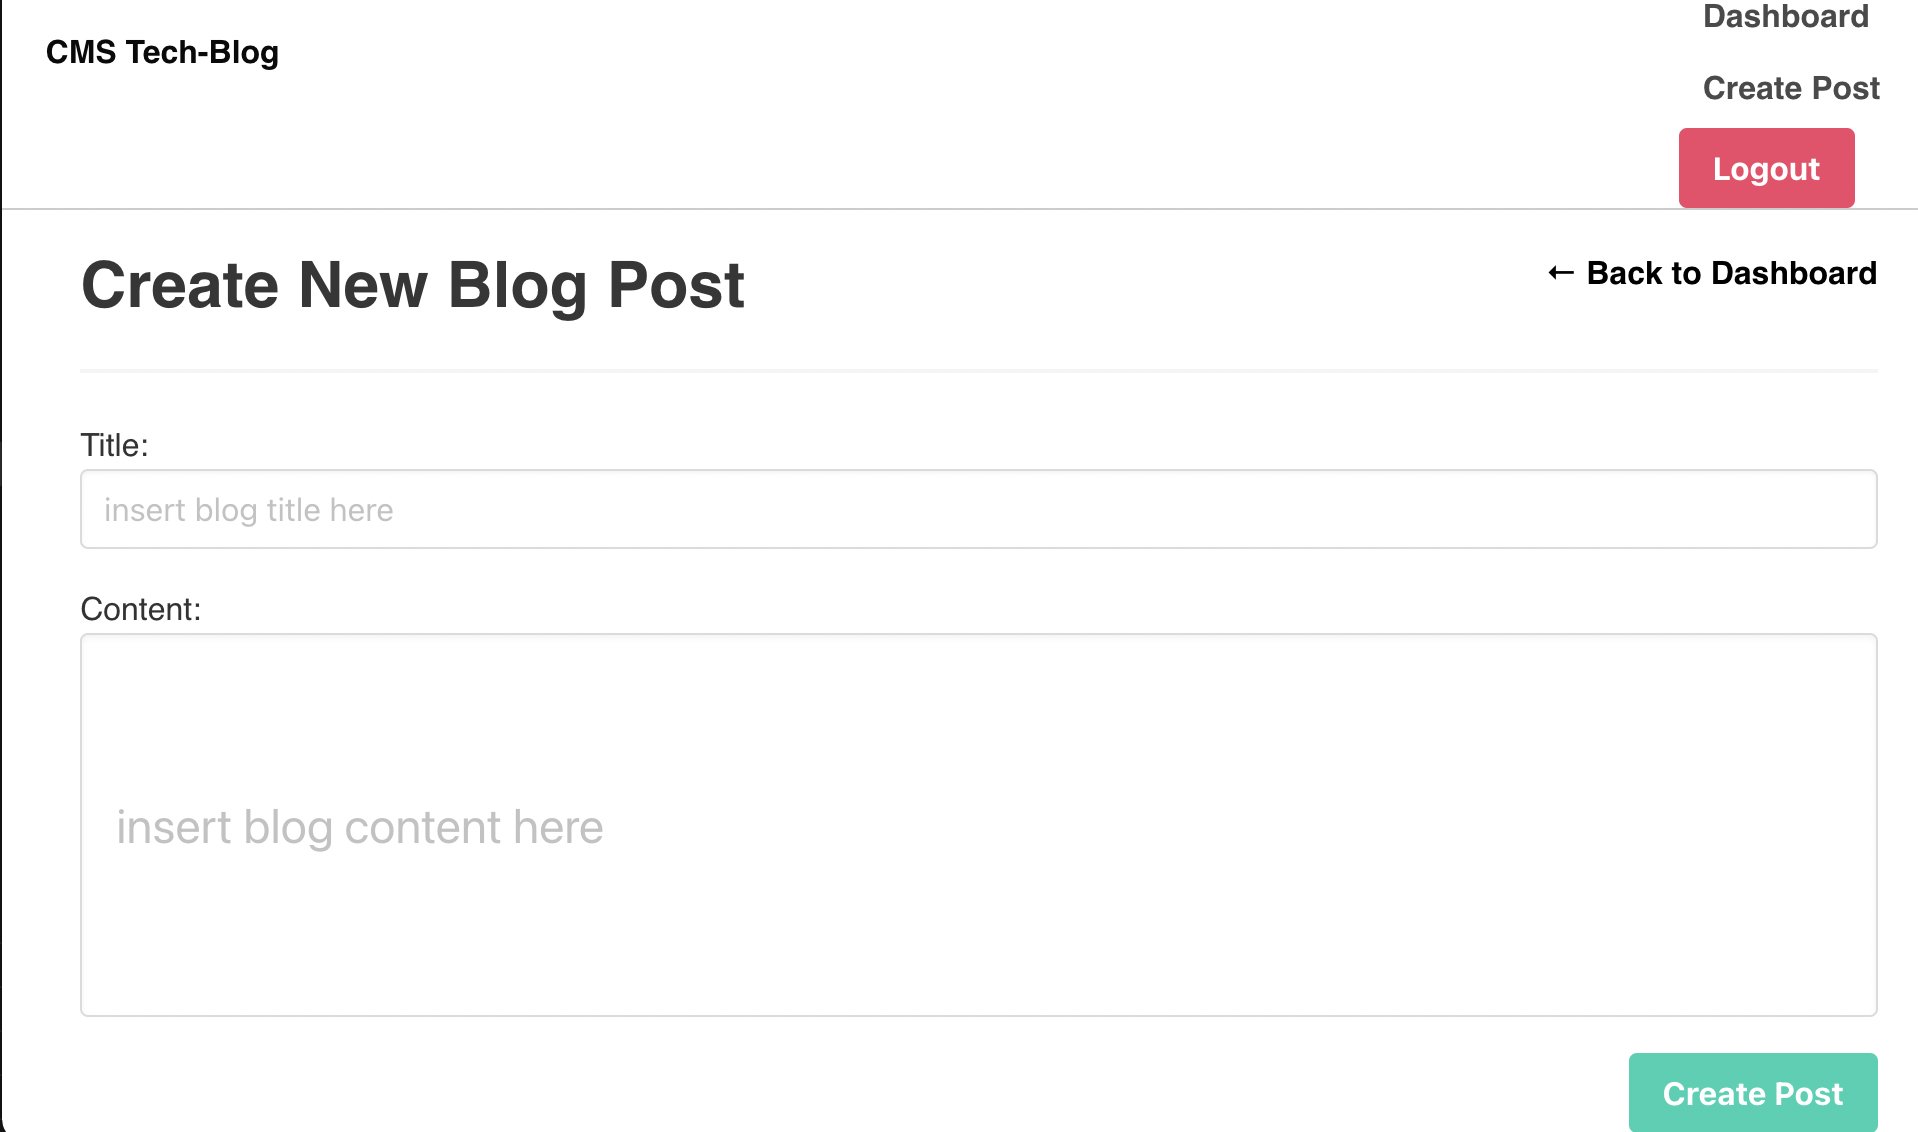 CMS Tech-Blog
Dashboard
Create Post
Logout
Create New Blog Post
← Back to Dashboard
Title:
insert blog title here
Content:
insert blog content here
Create Post